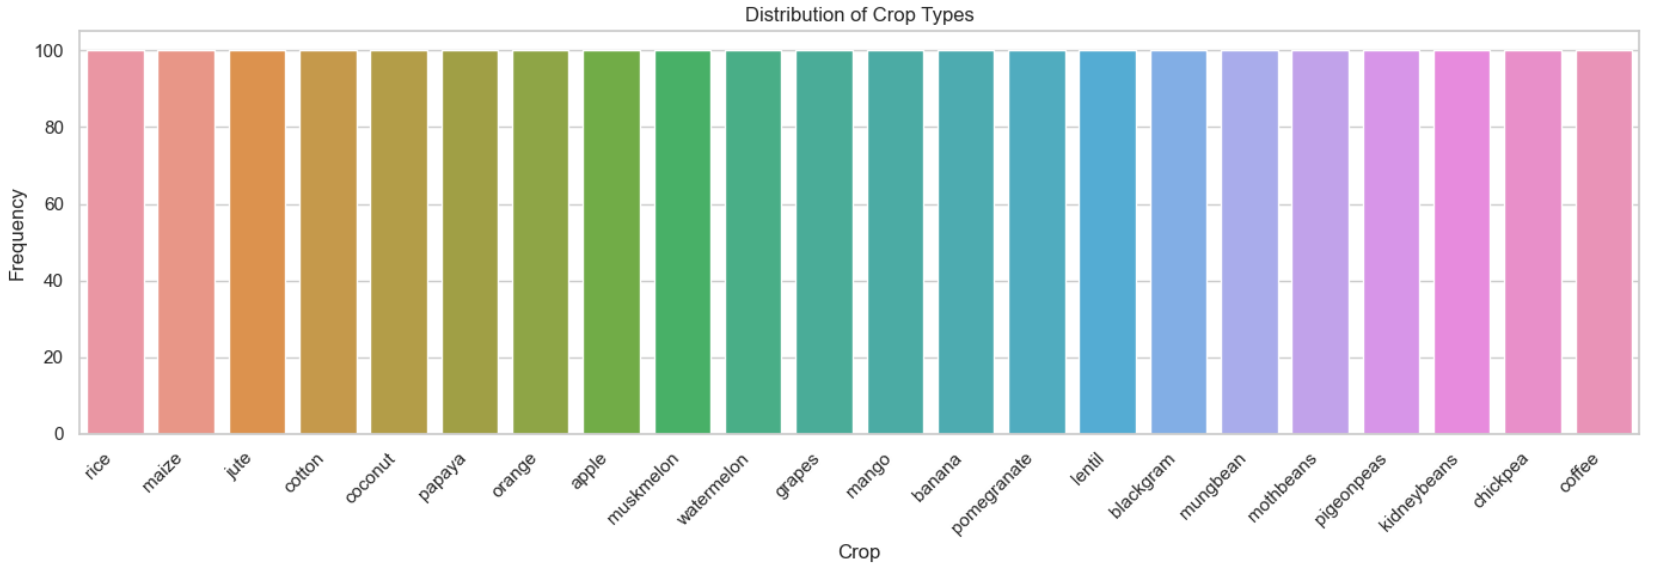 Distribution of Crop Types
Frequency
100
80
60
40
20
0
rice
maize
jute
cotton
coconut
papaya
orange
apple
muskmelon
watermelon
grapes
mango
banana
pomegranate
lentil
blackgram
mungbean
mothbeans
pigeonpeas
kidneybeans
chickpea
coffee
Crop